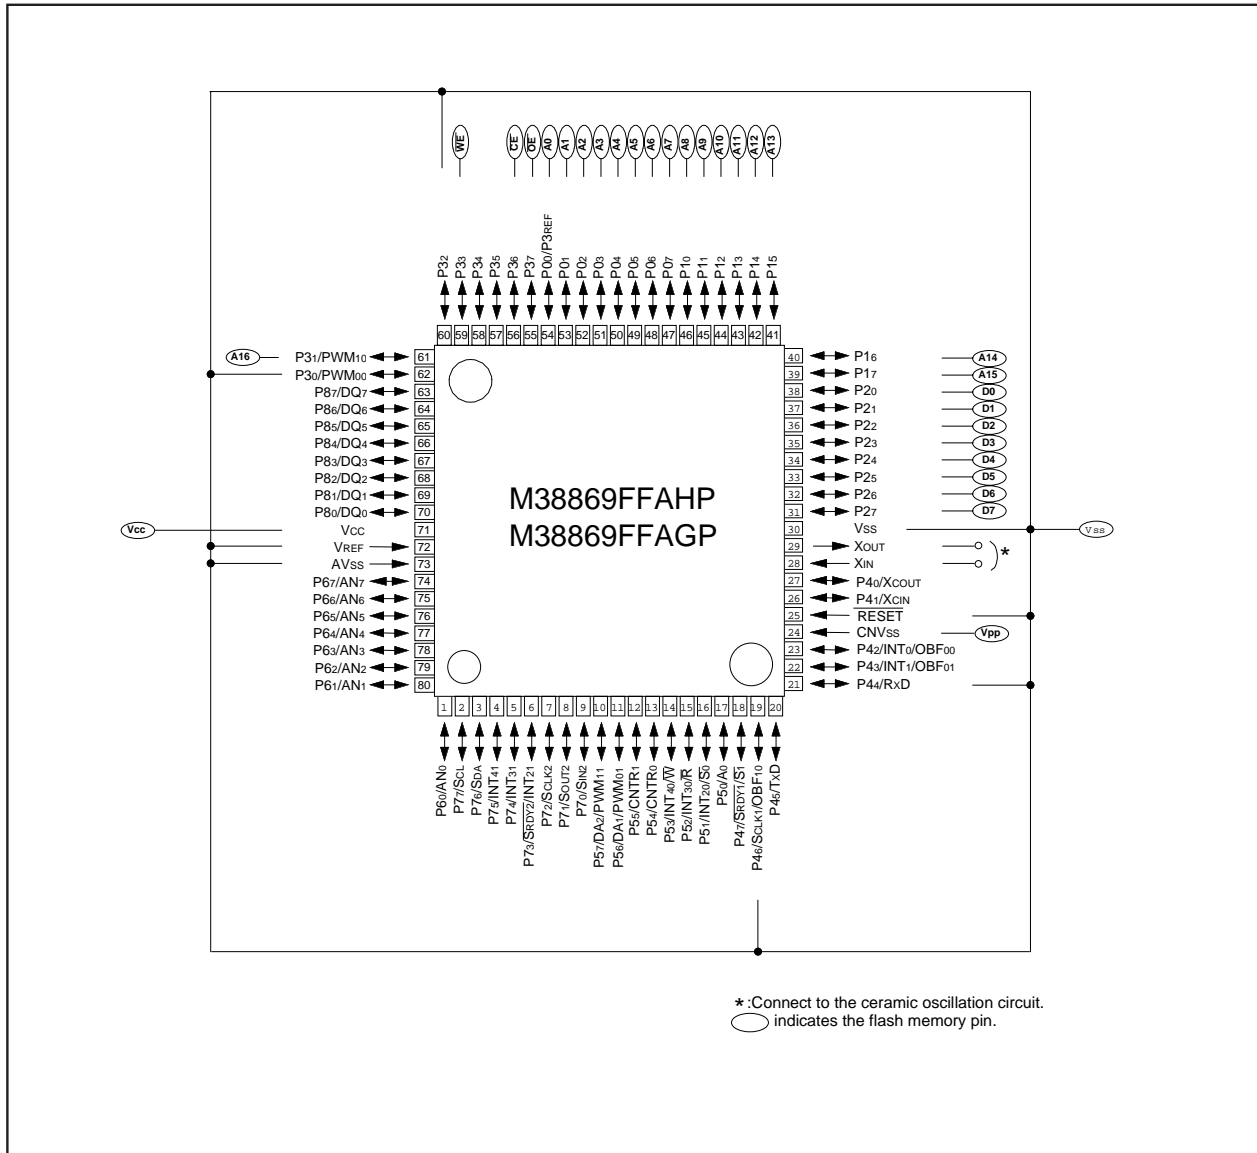 WE
CE
OE
A0
A1
A2
A3
A4
A5
A6
A7
A8
A9
A10
A11
A12
A13
P32
P33
P34
P35
P36
P37
P00/P3REF
P01
P02
P03
P04
P05
P06
P07
P10
P11
P12
P13
P14
P15
60 59 58 57 56 55 54 53 52 51 50 49 48 47 46 45 44 43 42 41
A16 P31/PWM10 61
P30/PWM00 62
P87/DQ7 63
P86/DQ6 64
P85/DQ5 65
P84/DQ4 66
P83/DQ3 67
P82/DQ2 68
P81/DQ1 69
P80/DQ0 70
Vcc VCC 71
VREF 72
AVSS 73
P67/AN7 74
P66/AN6 75
P65/AN5 76
P64/AN4 77
P63/AN3 78
P62/AN2 79
P61/AN1 80
M38869FFAHP
M38869FFAGP
40 P16 A14
39 P17 A15
38 P20 D0
37 P21 D1
36 P22 D2
35 P23 D3
34 P24 D4
33 P25 D5
32 P26 D6
31 P27 D7
30 VSS Vss
29 XOUT
*
28 XIN
27 P40/XCOUT
26 P41/XCIN
25 RESET
24 CNVSS Vpp
23 P42/INT0/OBF00
22 P43/INT1/OBF01
21 P44/RXD
1 2 3 4 5 6 7 8 9 10 11 12 13 14 15 16 17 18 19 20
P60/AN0
P77/SCL
P76/SDA
P75/INT41
P74/INT31
P73/SRDY2/INT21
P72/SCLK2
P71/SOUT2
P70/SIN2
P57/DA2/PWM11
P56/DA1/PWM01
P55/CNTR1
P54/CNTR0
P53/INT40/W
P52/INT30/R
P51/INT20/S0
P50/A0
P47/SRDY1/S1
P46/SCLK1/OBF10
P45/TXD
* :Connect to the ceramic oscillation circuit.
indicates the flash memory pin.